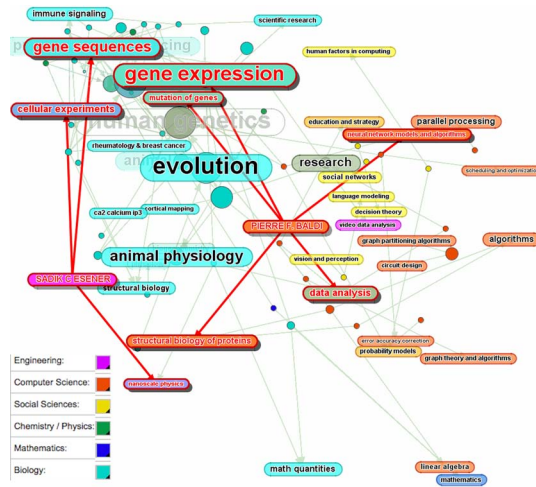 immune signaling
scientific research
gene sequences
human factors in computing
gene expression
mutation of genes
cellular experiments
human genetics
education and strategy
parallel processing
neural network models and algorithms
rheumatology & breast cancer
evolution
research
scheduling and optimization
social networks
language modeling
ca2 calcium ip3
cortical mapping
decision theory
PIERRE F. BALDI
video data analysis
graph partitioning algorithms
algorithms
animal physiology
vision and perception
circuit design
SADIK C ESENER
structural biology
data analysis
structural biology of proteins
error accuracy correction
probability models
graph theory and algorithms
Engineering:
nanoscale physics
Computer Science:
Social Sciences:
Chemistry / Physics:
Mathematics:
Biology:
math quantities
linear algebra
mathematics